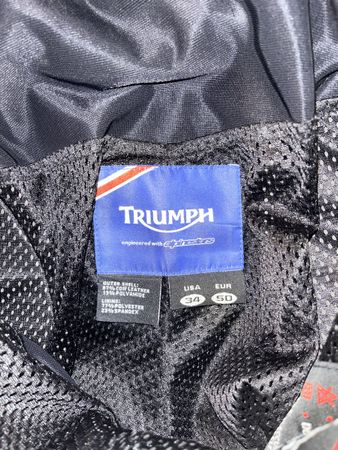 TRIUMPH
engineered with alpinestars
OUTER SHELL:
87% COW LEATHER
13% POLYAMIDE
LINING:
77% POLYESTER
23% SPANDEX
USA EUR
34 50